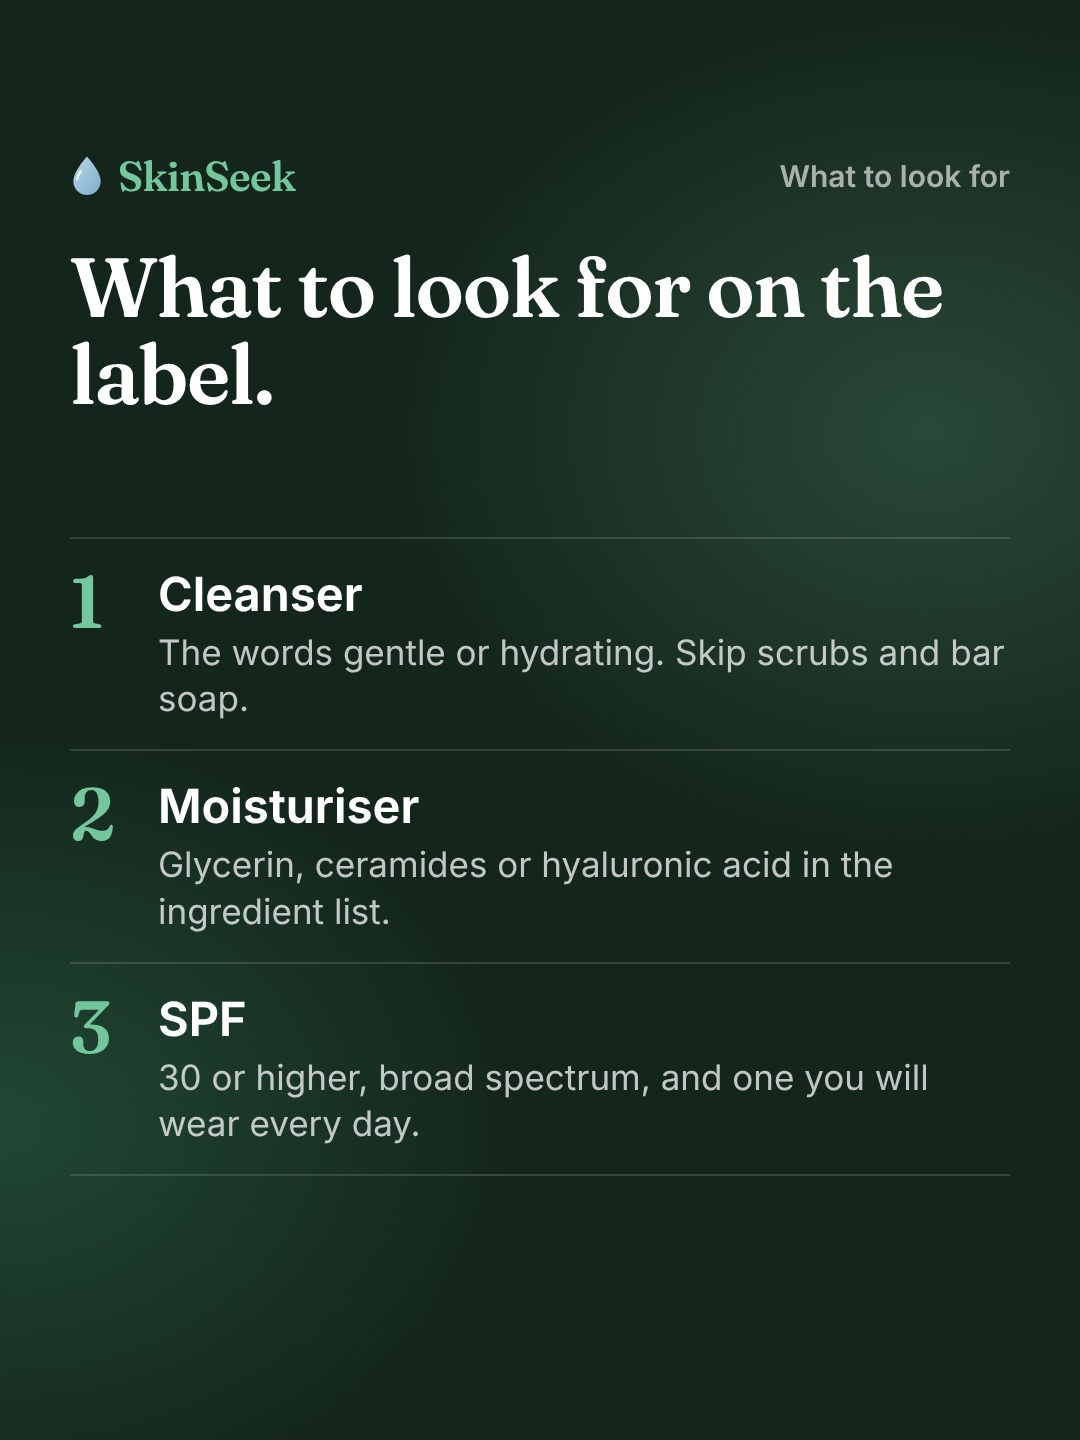 SkinSeek
What to look for
What to look for on the
label.
1
Cleanser
The words gentle or hydrating. Skip scrubs and bar
soap.
2
Moisturiser
Glycerin, ceramides or hyaluronic acid in the
ingredient list.
3
SPF
30 or higher, broad spectrum, and one you will
wear every day.